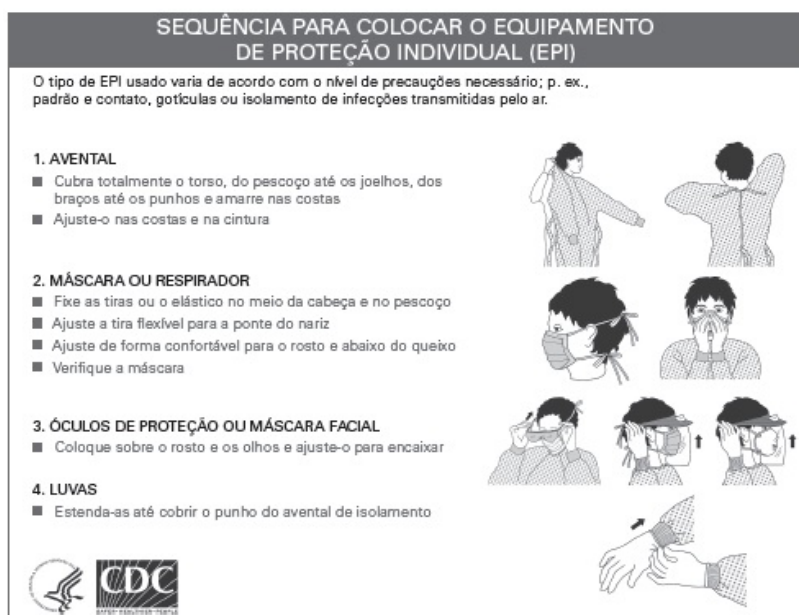 SEQUÊNCIA PARA COLOCAR O EQUIPAMENTO
DE PROTEÇÃO INDIVIDUAL (EPI)
O tipo de EPI usado varia de acordo com o nível de precauções necessário; p. ex.,
padrão e contato, gotículas ou isolamento de infecções transmitidas pelo ar.
1. AVENTAL
■ Cubra totalmente o torso, do pescoço até os joelhos, dos
braços até os punhos e amarre nas costas
■ Ajuste-o nas costas e na cintura
2. MÁSCARA OU RESPIRADOR
■ Fixe as tiras ou o elástico no meio da cabeça e no pescoço
■ Ajuste a tira flexível para a ponte do nariz
■ Ajuste de forma confortável para o rosto e abaixo do queixo
■ Verifique a máscara
3. ÓCULOS DE PROTEÇÃO OU MÁSCARA FACIAL
■ Coloque sobre o rosto e os olhos e ajuste-o para encaixar
4. LUVAS
■ Estenda-as até cobrir o punho do avental de isolamento
CDC
SAFER•HEALTHIER•PEOPLE